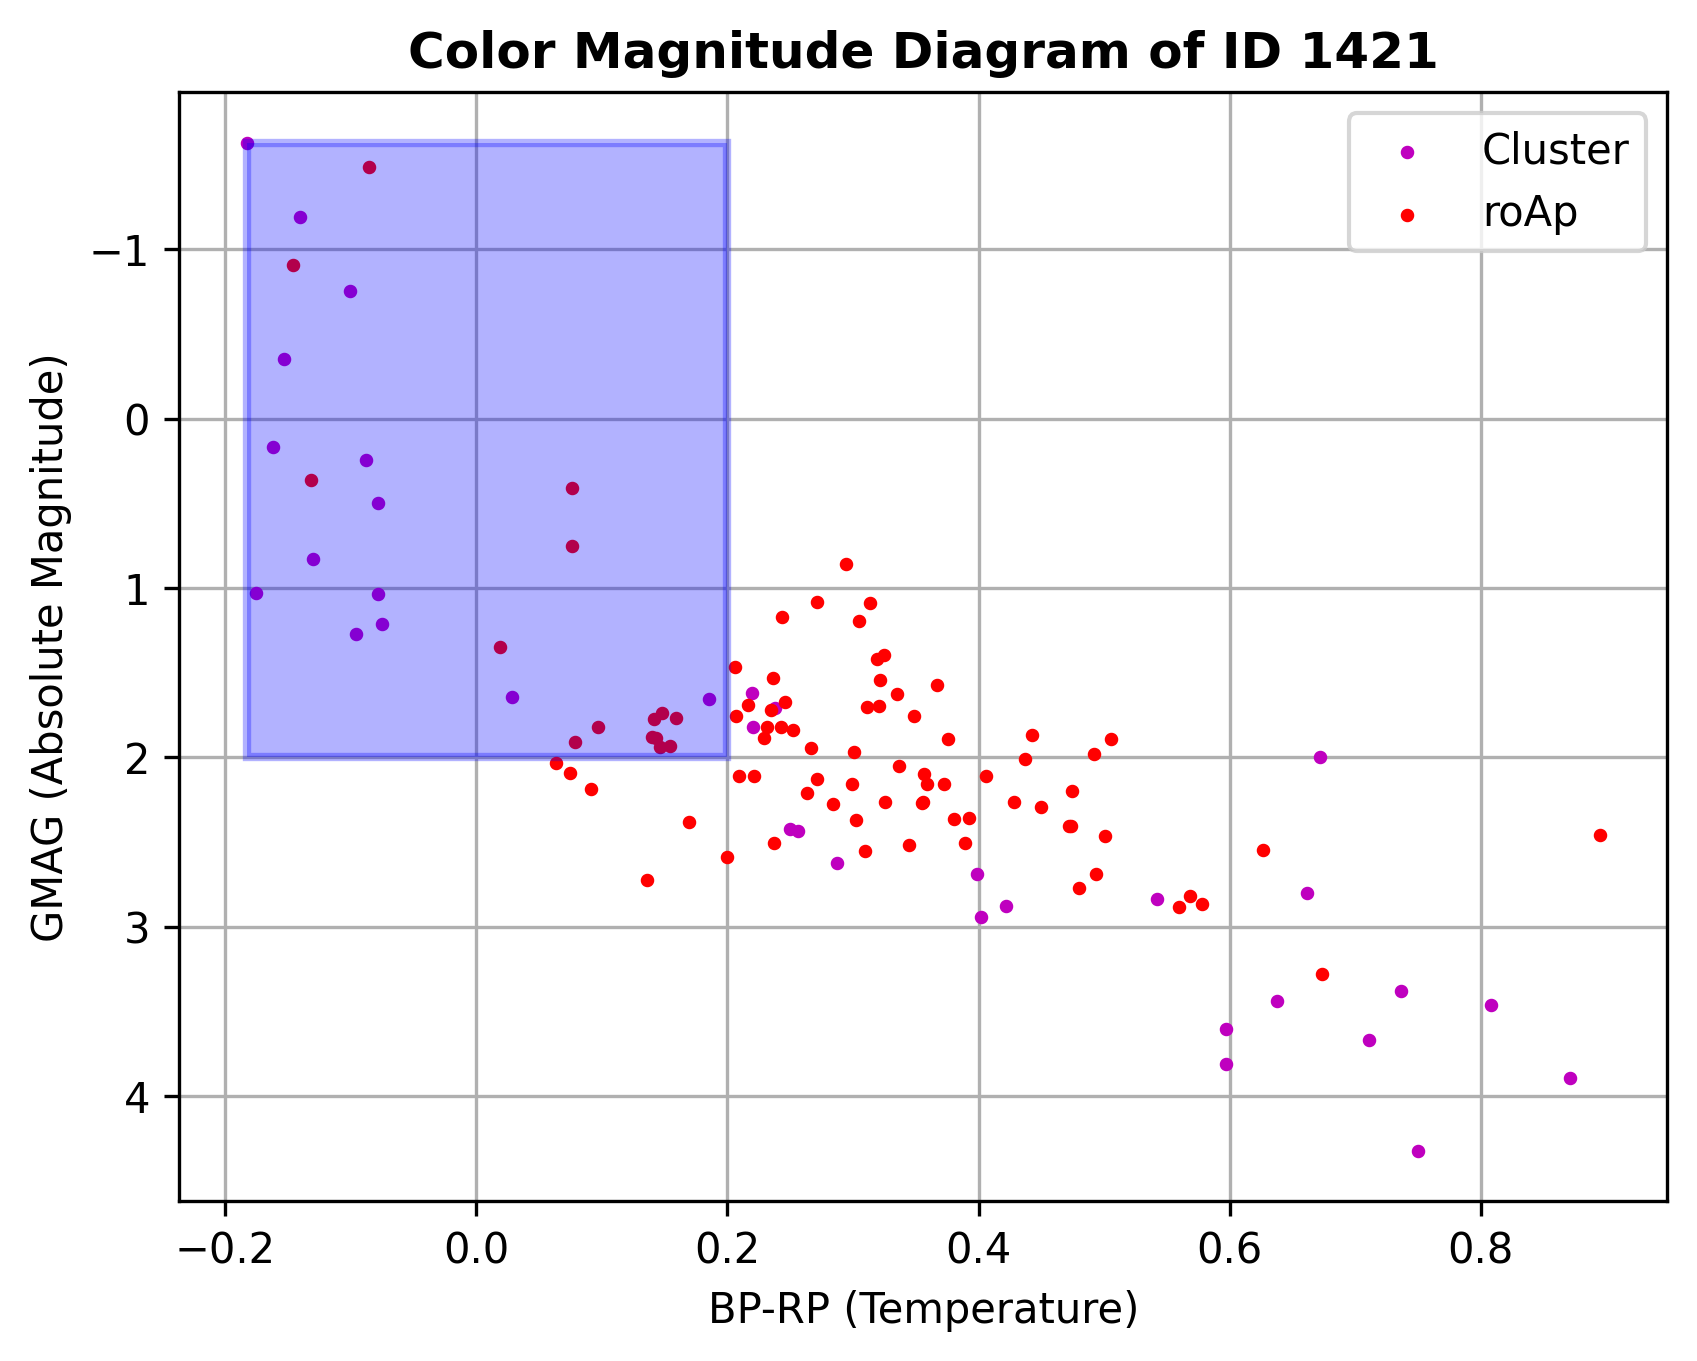 Color Magnitude Diagram of ID 1421
Cluster
roAp
GMAG (Absolute Magnitude)
−1
0
1
2
3
4
−0.2 0.0 0.2 0.4 0.6 0.8
BP-RP (Temperature)